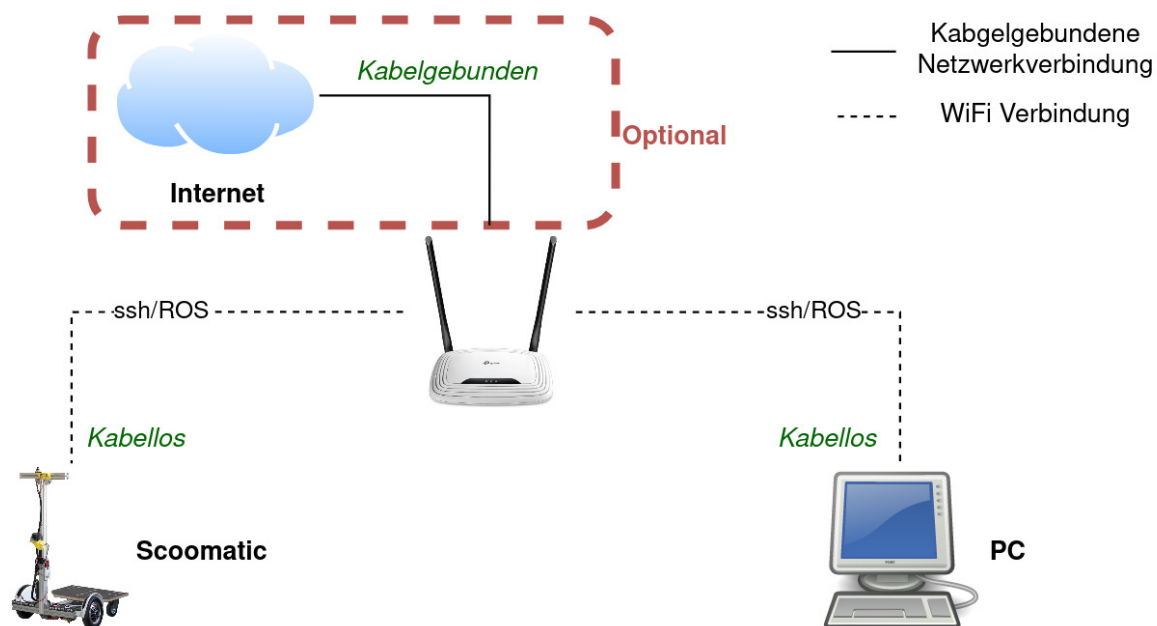 Kabelgebunden
Optional
Internet
Kabgelgebundene
Netzwerkverbindung
WiFi Verbindung
ssh/ROS
ssh/ROS
Kabellos
Kabellos
Scoomatic
PC